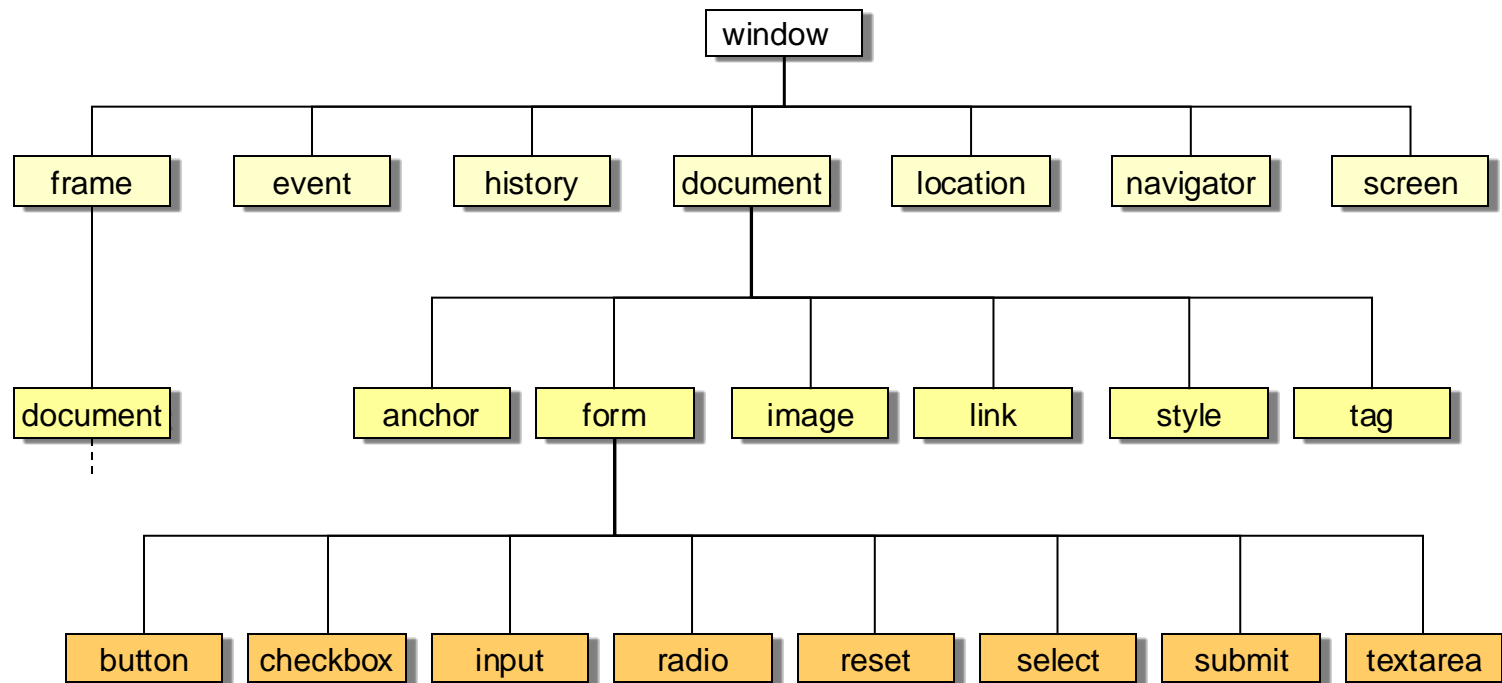 window
frame
event
history
document
location
navigator
screen
document
anchor
form
image
link
style
tag
button
checkbox
input
radio
reset
select
submit
textarea